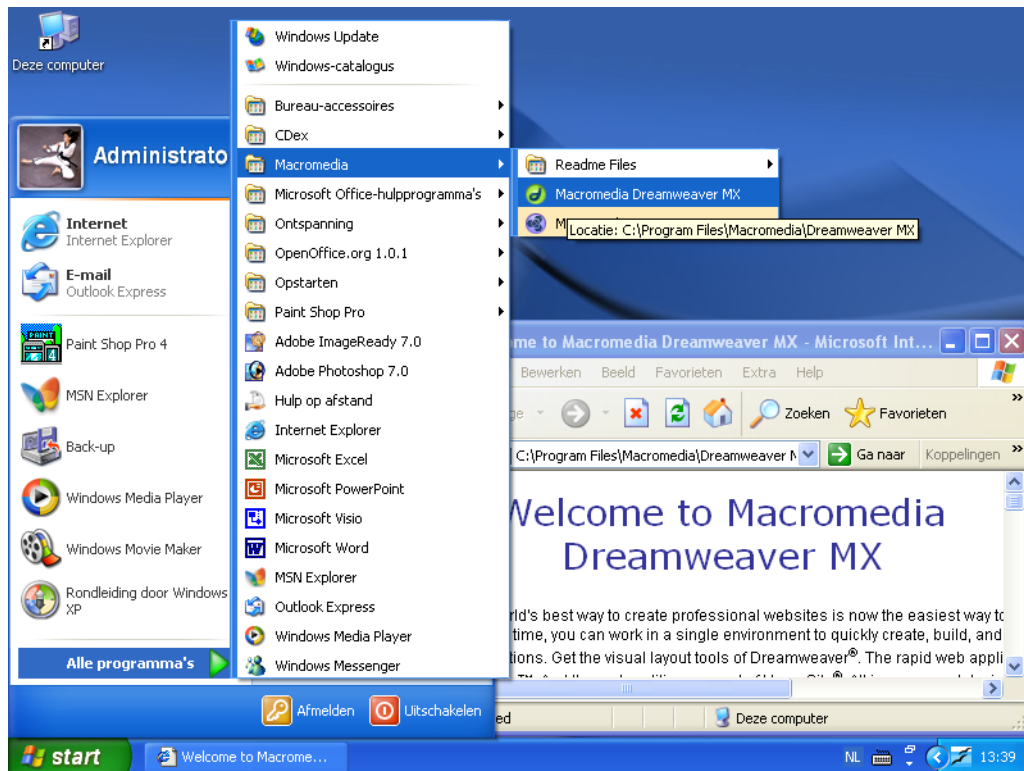 Deze computer
Administrato
Internet
Internet Explorer
E-mail
Outlook Express
Paint Shop Pro 4
MSN Explorer
Back-up
Windows Media Player
Windows Movie Maker
Rondleiding door Windows
XP
Alle programma's
Windows Update
Windows-catalogus
Bureau-accessoires
CDex
Macromedia
Microsoft Office-hulpprogramma's
Ontspanning
OpenOffice.org 1.0.1
Opstarten
Paint Shop Pro
Adobe ImageReady 7.0
Adobe Photoshop 7.0
Hulp op afstand
Internet Explorer
Microsoft Excel
Microsoft PowerPoint
Microsoft Visio
Microsoft Word
MSN Explorer
Outlook Express
Windows Media Player
Windows Messenger
Readme Files
Macromedia Dreamweaver MX
Locatie: C:\Program Files\Macromedia\Dreamweaver MX
Afmelden
Uitschakelen
me to Macromedia Dreamweaver MX - Microsoft Int...
Bewerken Beeld Favorieten Extra Help
Zoeken Favorieten
C:\Program Files\Macromedia\Dreamweaver Ga naar Koppelingen
Welcome to Macromedia
Dreamweaver MX
rld's best way to create professional websites is now the easiest way to
time, you can work in a single environment to quickly create, build, and
tions. Get the visual layout tools of Dreamweaver®. The rapid web appli
ed
Deze computer
start
Welcome to Macrome...
NL
13:39